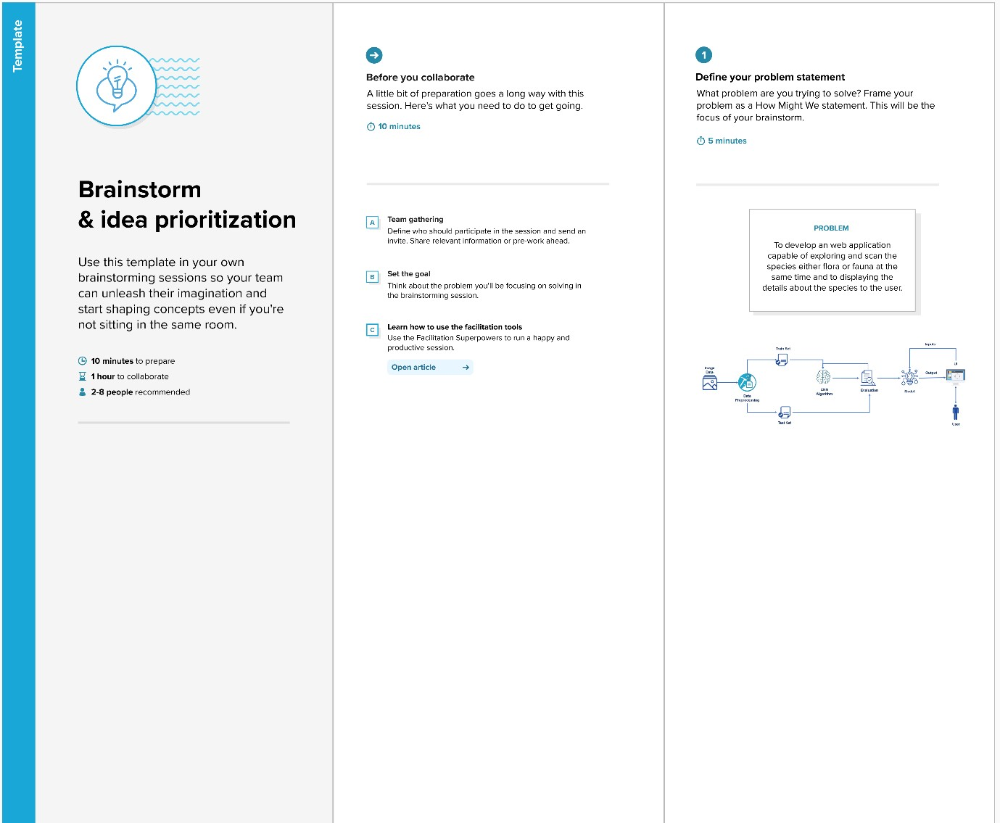 Template
Brainstorm
& idea prioritization
Use this template in your own
brainstorming sessions so your team
can unleash their imagination and
start shaping concepts even if you're
not sitting in the same room.
10 minutes to prepare
1 hour to collaborate
2-8 people recommended
Before you collaborate
A little bit of preparation goes a long way with this
session. Here's what you need to do to get going.
10 minutes
A
Team gathering
Define who should participate in the session and send an
invite. Share relevant information or pre-work ahead.
B
Set the goal
Think about the problem you'll be focusing on solving in
the brainstorming session.
C
Learn how to use the facilitation tools
Use the Facilitation Superpowers to run a happy and
productive session.
Open article
1
Define your problem statement
What problem are you trying to solve? Frame your
problem as a How Might We statement. This will be the
focus of your brainstorm.
5 minutes
PROBLEM
To develop an web application
capable of exploring and scan the
species either flora or fauna at the
same time and to displaying the
details about the species to the user.
Image
Data
Data
Preprocessing
Train Set
Test Set
CNN
Algorithm
Evaluation
Model
Inputs
Output
UI
User